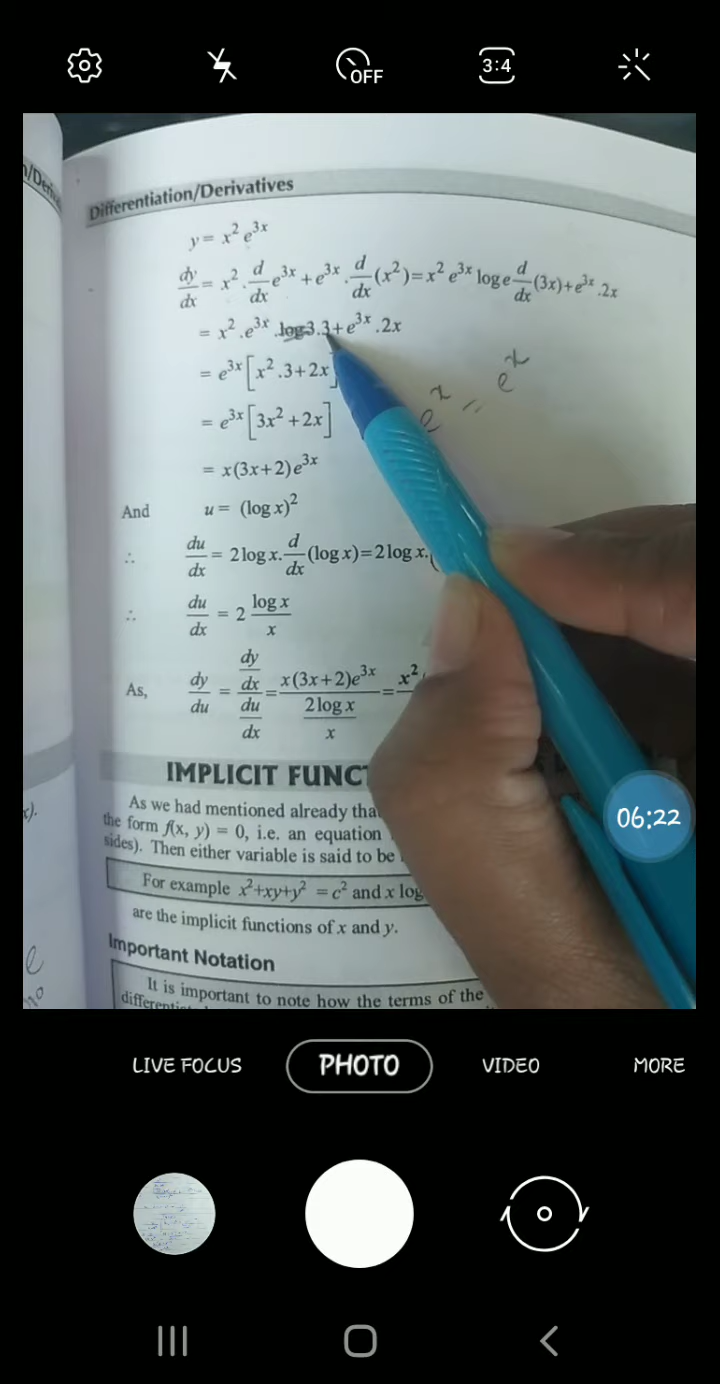 OFF
3:4
n/Deri
Differentiation/Derivatives
y = x² e^{3x}
dy/dx = x² . d/dx e^{3x} + e^{3x} . d/dx (x²) = x² e^{3x} log e d/dx (3x) + e^{3x} . 2x
= x² . e^{3x} . log3.3 + e^{3x} . 2x
= e^{3x} [x² . 3 + 2x]
e^x = e^x
= e^{3x} [3x² + 2x]
= x(3x+2)e^{3x}
And u = (log x)²
∴ du/dx = 2 log x . d/dx (log x) = 2 log x .
∴ du/dx = 2 log x / x
As, dy/du = (dy/dx)/(du/dx) = x(3x+2)e^{3x} / (2 log x / x) = x²
IMPLICIT FUNC
As we had mentioned already tha
the form f(x, y) = 0, i.e. an equation
sides). Then either variable is said to be
x).
06:22
For example x²+xy+y² = c² and x log
are the implicit functions of x and y.
Important Notation
e
no
It is important to note how the terms of the
LIVE FOCUS PHOTO VIDEO MORE